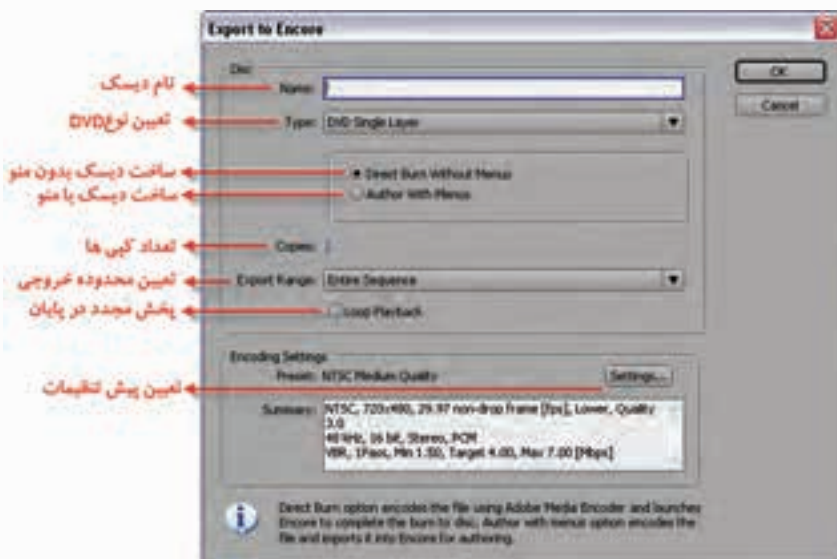 Export to Encore
Disc
نام دیسک
Name:
OK
تعیین نوع DVD
Type: DVD Single Layer
Cancel
ساخت دیسک بدون منو
Direct Burn Without Menus
ساخت دیسک با منو
Author With Menus
تعداد کپی ها
Copies:
تعیین محدوده خروجی
Export Range: Entire Sequence
پخش مجدد در پایان
Loop Playback
Encoding Settings
Preset: NTSC Medium Quality
Settings...
تعیین پیش تنظیمات
Summary: NTSC, 720x480, 29.97 non-drop frame [fps], Lower, Quality
3.0
48 kHz, 16 bit, Stereo, PCM
VBR, 1Pass, Min 1.50, Target 4.00, Max 7.00 [Mbps]
Direct Burn option encodes the file using Adobe Media Encoder and launches
Encore to complete the burn to disc. Author with menus option encodes the
file and exports it into Encore for authoring.